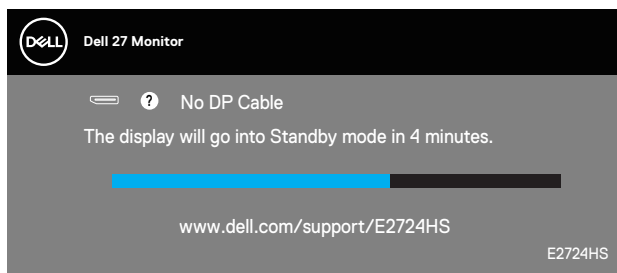 DELL
Dell 27 Monitor
? No DP Cable
The display will go into Standby mode in 4 minutes.
www.dell.com/support/E2724HS
E2724HS